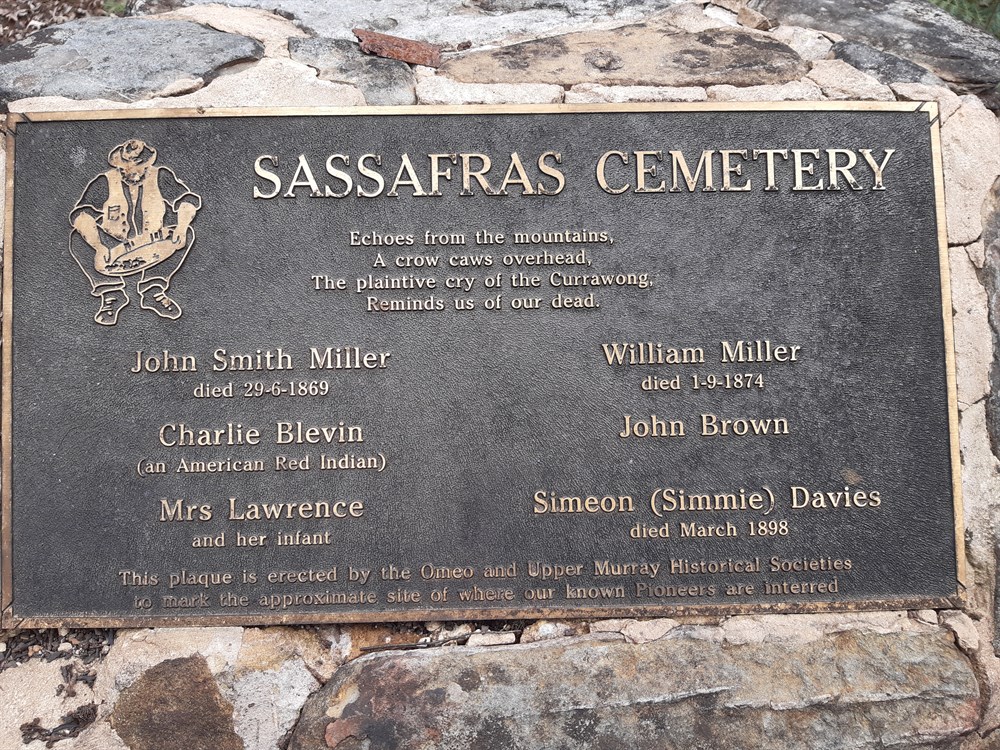 SASSAFRAS CEMETERY
Echoes from the mountains,
A crow caws overhead,
The plaintive cry of the Currawong,
Reminds us of our dead.
John Smith Miller
died 29-6-1869
William Miller
died 1-9-1874
Charlie Blevin
(an American Red Indian)
John Brown
Mrs Lawrence
and her infant
Simeon (Simmie) Davies
died March 1898
This plaque is erected by the Omeo and Upper Murray Historical Societies
to mark the approximate site of where our known Pioneers are interred